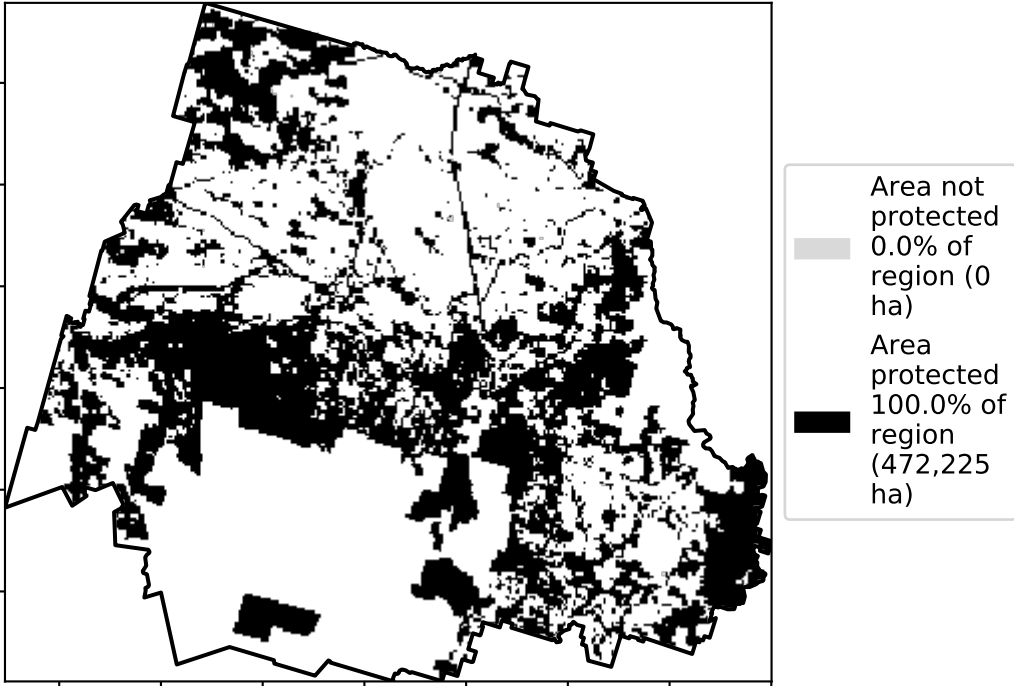 Area not
protected
0.0% of
region (0
ha)
Area
protected
100.0% of
region
(472,225
ha)